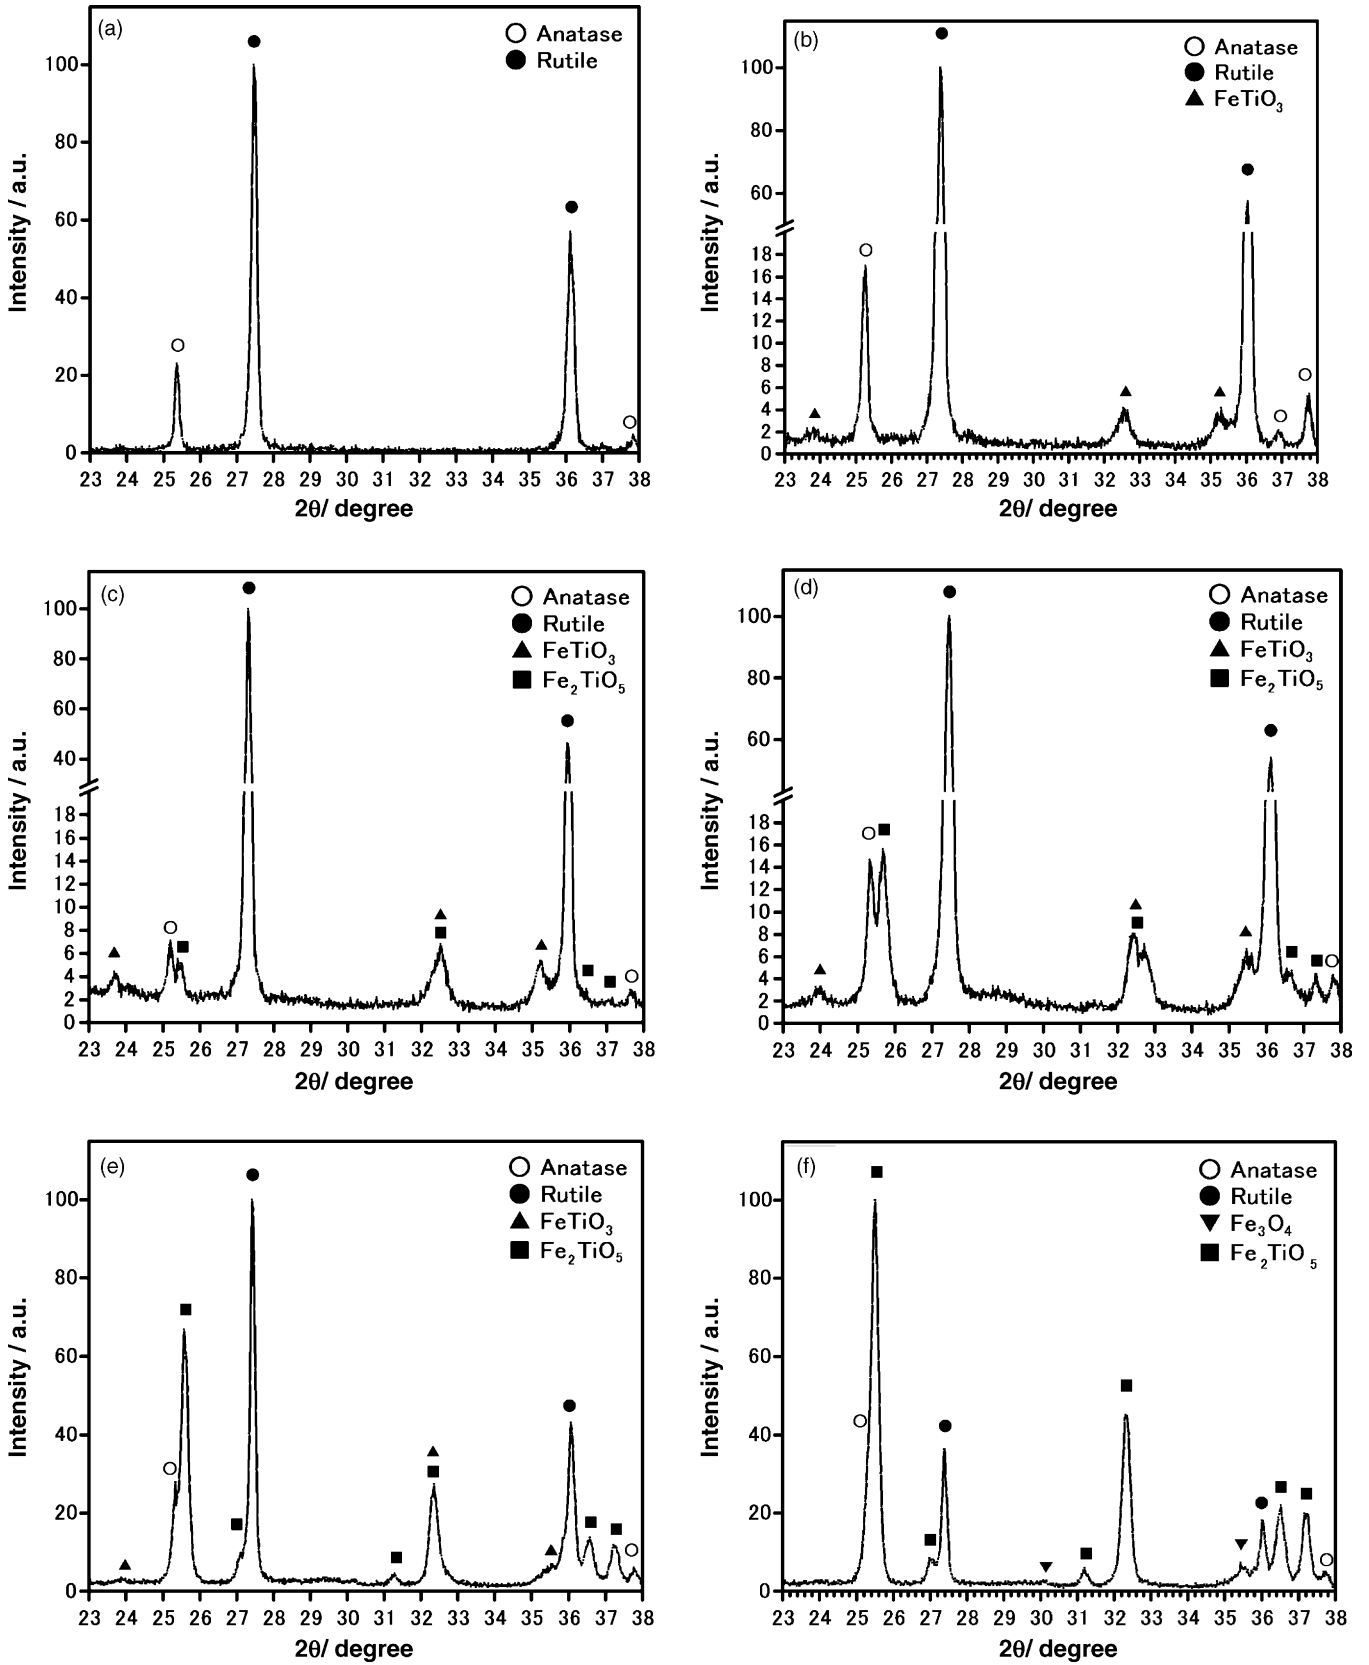 (a)
Anatase
Rutile
100
80
60
40
20
0
23 24 25 26 27 28 29 30 31 32 33 34 35 36 37 38
Intensity / a.u.
2θ/ degree
(b)
Anatase
Rutile
FeTiO3
100
80
60
18
16
14
12
10
8
6
4
2
0
23 24 25 26 27 28 29 30 31 32 33 34 35 36 37 38
Intensity / a.u.
2θ/ degree
(c)
Anatase
Rutile
FeTiO3
Fe2TiO5
100
80
60
40
18
16
14
12
10
8
6
4
2
0
23 24 25 26 27 28 29 30 31 32 33 34 35 36 37 38
Intensity / a.u.
2θ/ degree
(d)
Anatase
Rutile
FeTiO3
Fe2TiO5
100
80
60
18
16
14
12
10
8
6
4
2
0
23 24 25 26 27 28 29 30 31 32 33 34 35 36 37 38
Intensity / a.u.
2θ/ degree
(e)
Anatase
Rutile
FeTiO3
Fe2TiO5
100
80
60
40
20
0
23 24 25 26 27 28 29 30 31 32 33 34 35 36 37 38
Intensity / a.u.
2θ/ degree
(f)
Anatase
Rutile
Fe3O4
Fe2TiO5
100
80
60
40
20
0
23 24 25 26 27 28 29 30 31 32 33 34 35 36 37 38
Intensity / a.u.
2θ/ degree